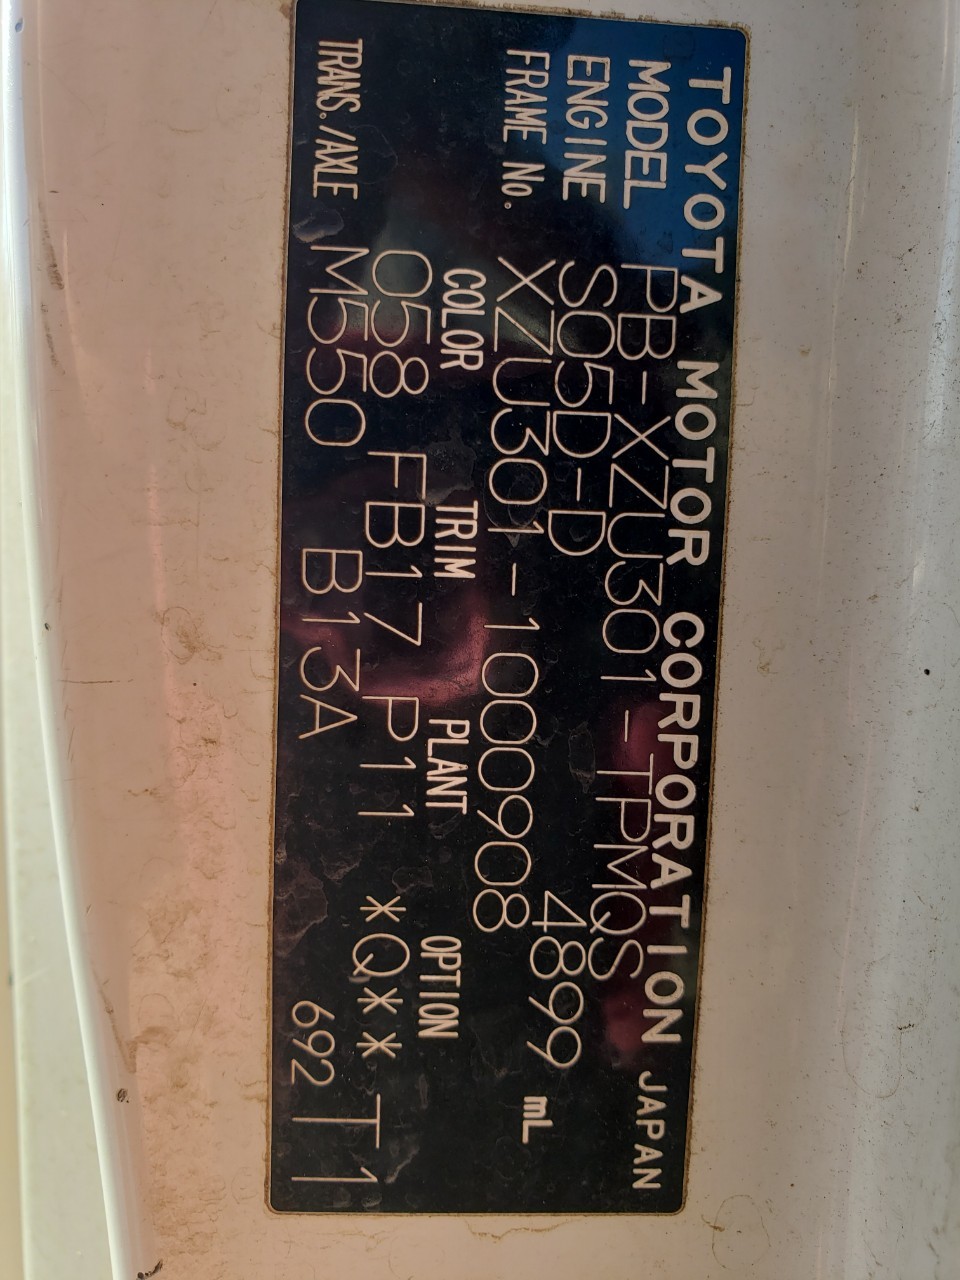 TOYOTA MOTOR CORPORATION JAPAN
MODEL PB-XZU301-TPMQS
ENGINE S05D-D 4899 mL
FRAME No. XZU301-1000908
COLOR TRIM PLANT OPTION
058 FB17 P11 *Q** T1
TRANS./AXLE M550 B13A 692 T1